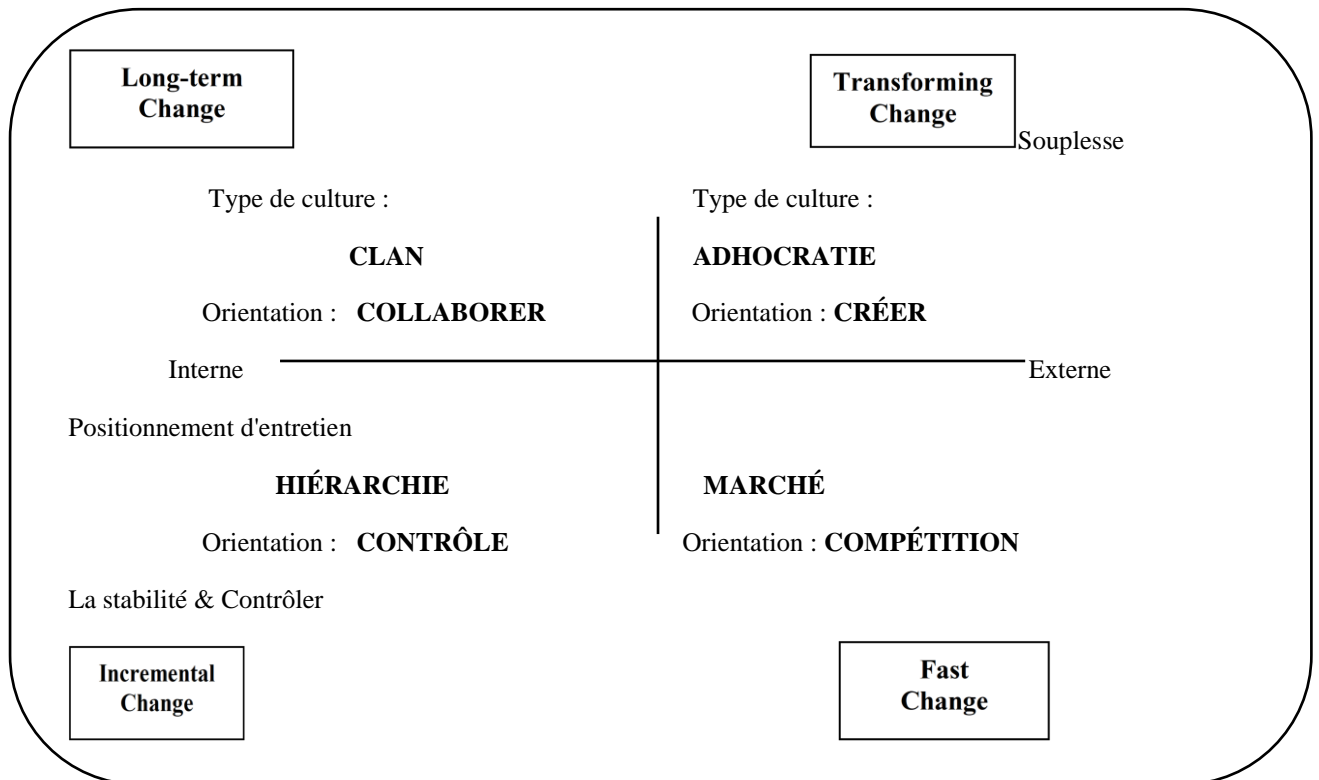 Long-term
Change
Transforming
Change
Souplesse
Type de culture :
Type de culture :
CLAN
ADHOCRATIE
Orientation : COLLABORER
Orientation : CRÉER
Interne
Externe
Positionnement d'entretien
HIÉRARCHIE
MARCHÉ
Orientation : CONTRÔLE
Orientation : COMPÉTITION
La stabilité & Contrôler
Incremental
Change
Fast
Change